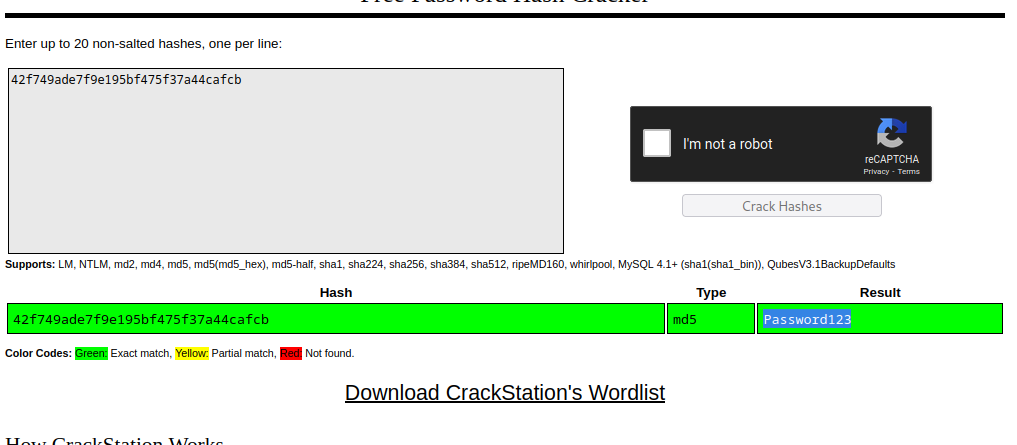 Free Password Hash Cracker
Enter up to 20 non-salted hashes, one per line:
42f749ade7f9e195bf475f37a44cafcb
I'm not a robot
reCAPTCHA
Privacy - Terms
Crack Hashes
Supports: LM, NTLM, md2, md4, md5, md5(md5_hex), md5-half, sha1, sha224, sha256, sha384, sha512, ripeMD160, whirlpool, MySQL 4.1+ (sha1(sha1_bin)), QubesV3.1BackupDefaults
Hash Type Result
42f749ade7f9e195bf475f37a44cafcb md5 Password123
Color Codes: Green: Exact match, Yellow: Partial match, Red: Not found.
Download CrackStation's Wordlist
How CrackStation Works